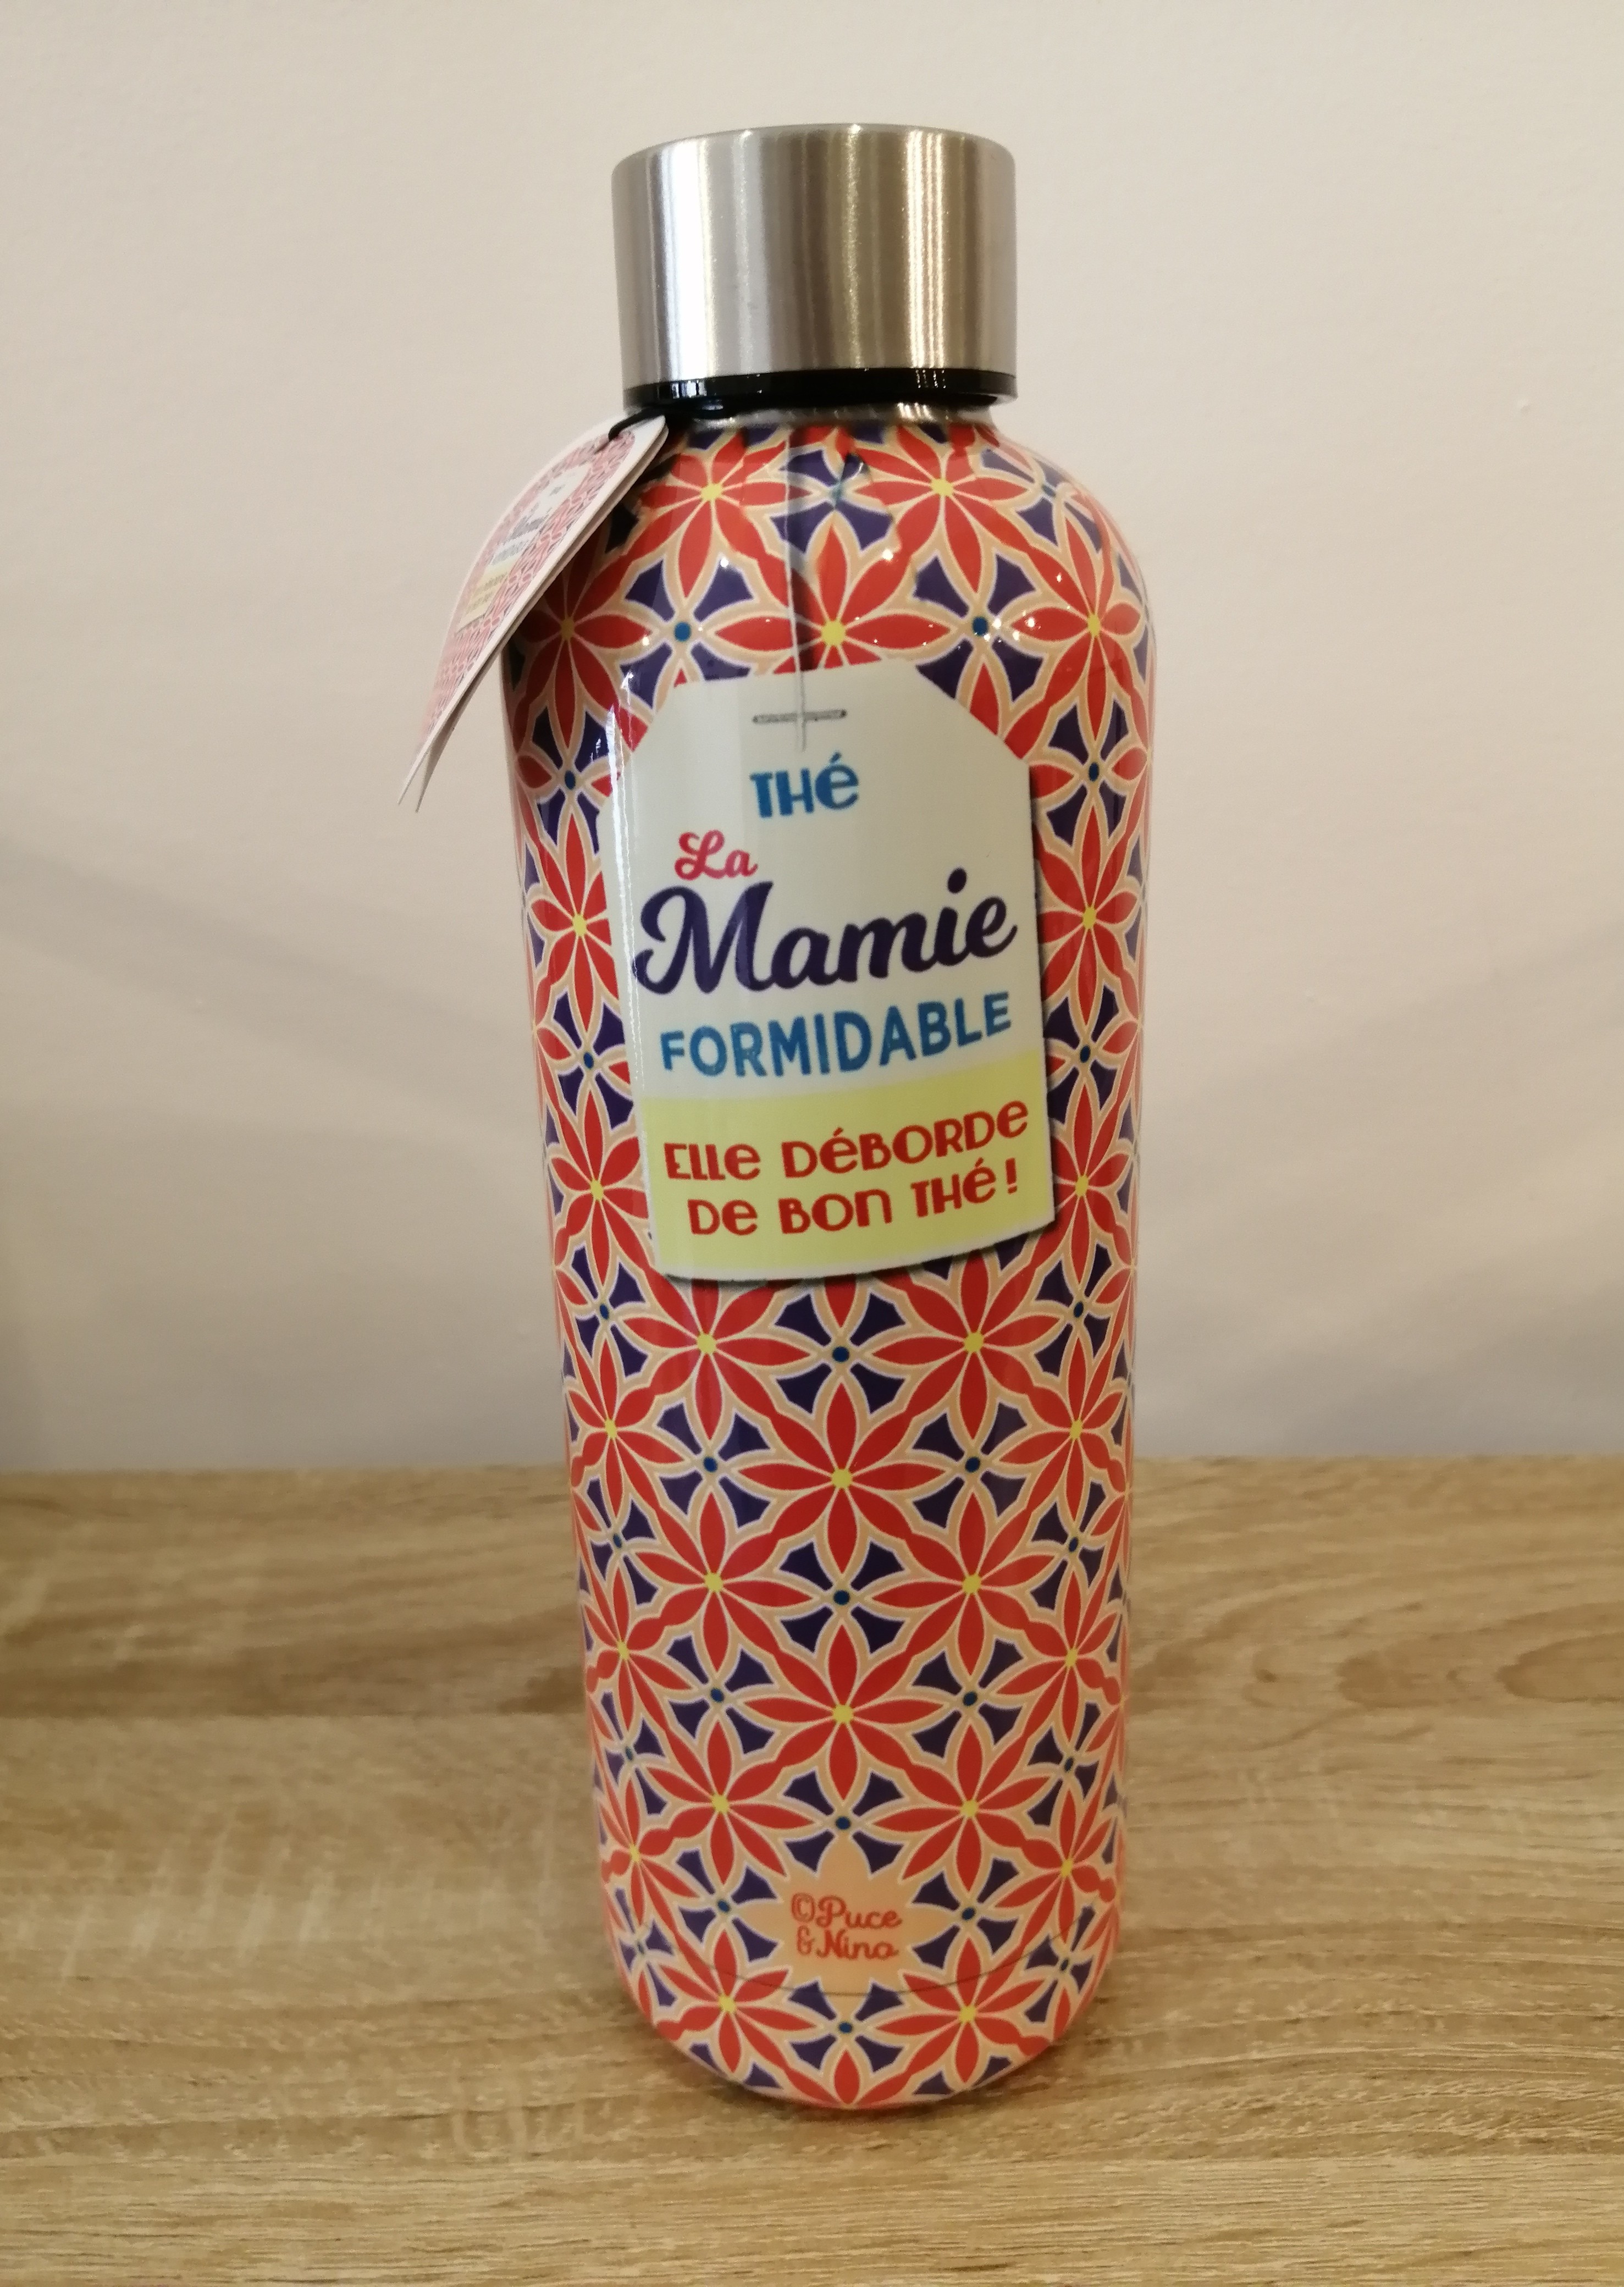 THÉ
La
Mamie
FORMIDABLE
ELLE DÉBORDE
DE BON THÉ!
©Puce
&Nino